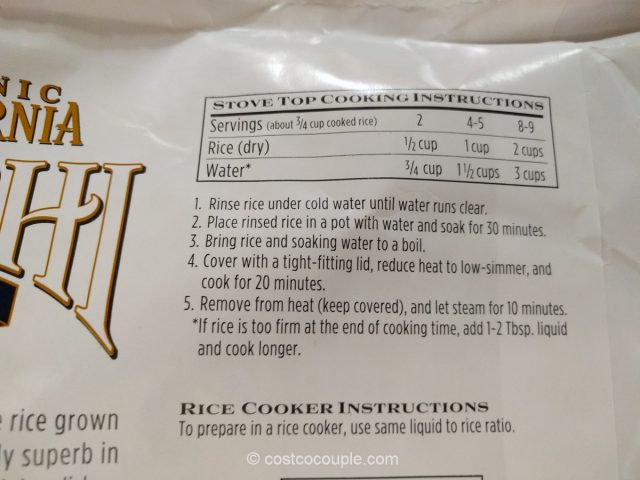 NIC
RNIA
HI
STOVE TOP COOKING INSTRUCTIONS
Servings (about 3/4 cup cooked rice) 2 4-5 8-9
Rice (dry) 1/2 cup 1 cup 2 cups
Water* 3/4 cup 1 1/2 cups 3 cups
1. Rinse rice under cold water until water runs clear.
2. Place rinsed rice in a pot with water and soak for 30 minutes.
3. Bring rice and soaking water to a boil.
4. Cover with a tight-fitting lid, reduce heat to low-simmer, and
cook for 20 minutes.
5. Remove from heat (keep covered), and let steam for 10 minutes.
*If rice is too firm at the end of cooking time, add 1-2 Tbsp. liquid
and cook longer.
RICE COOKER INSTRUCTIONS
To prepare in a rice cooker, use same liquid to rice ratio.
e rice grown
ly superb in
© costcocouple.com